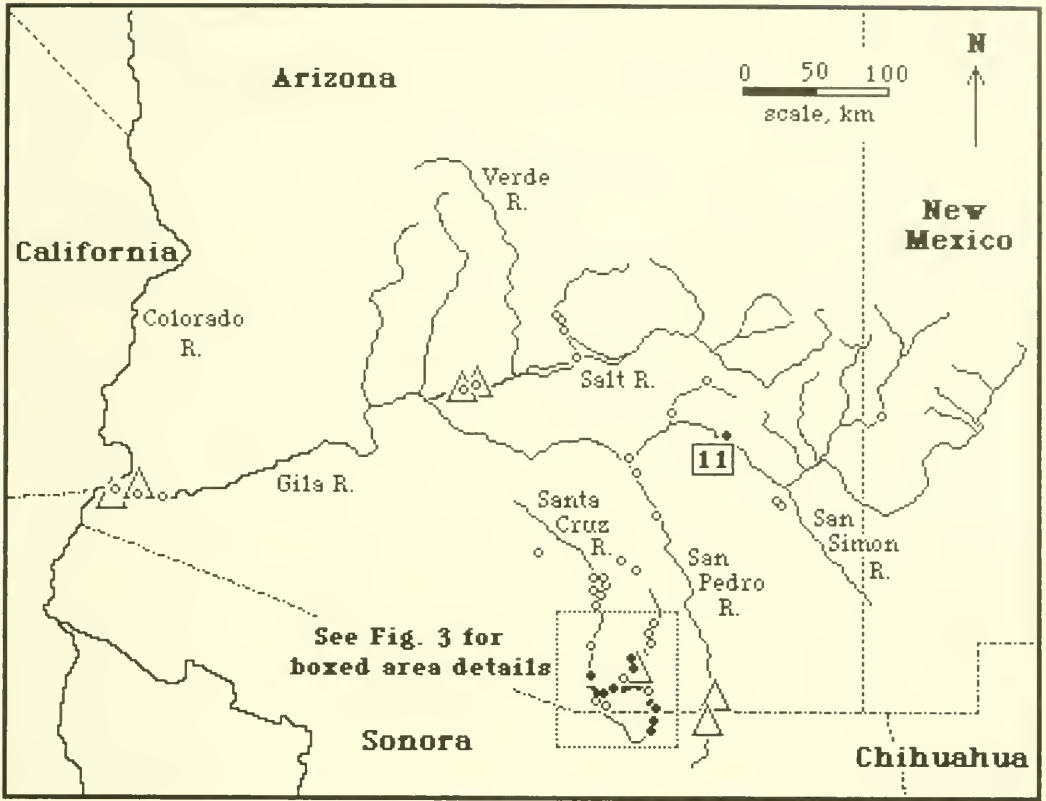 Arizona
N
0 50 100
scale, km
Verde
R.
New
Mexico
California
Colorado
R.
Salt R.
11
Gila R.
Santa
Cruz
R.
San
Simon
R.
San
Pedro
R.
See Fig. 3 for
boxed area details
Sonora
Chihuahua